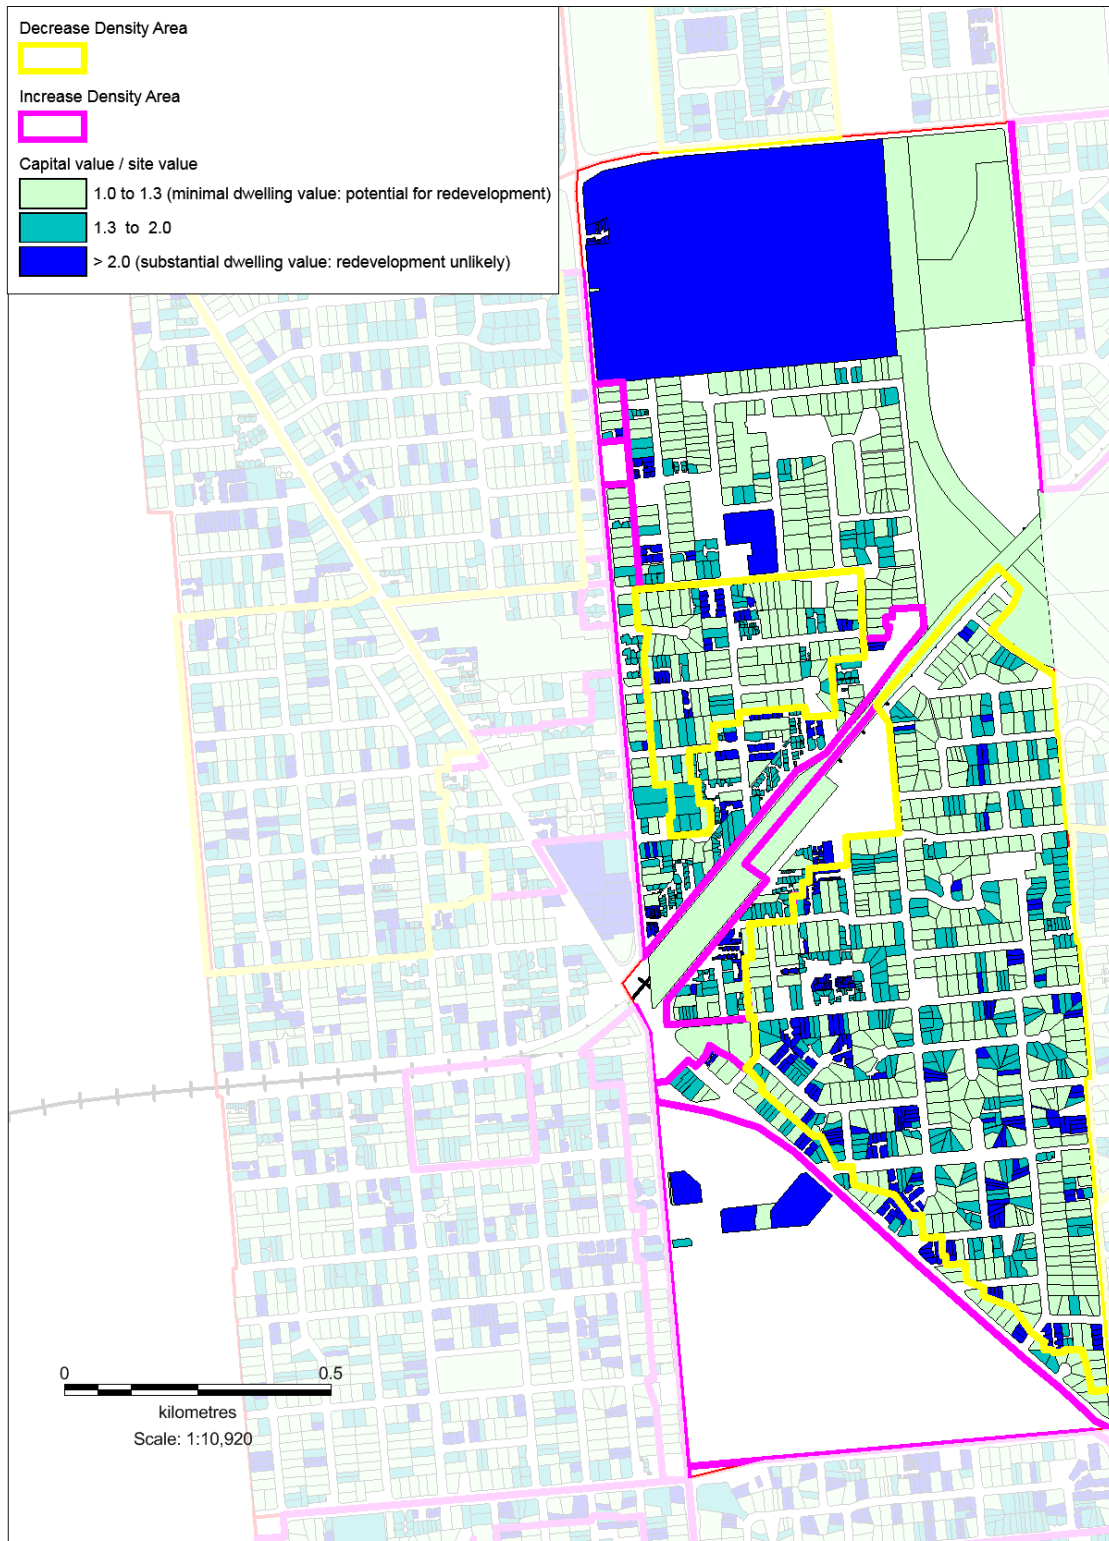 Decrease Density Area
Increase Density Area
Capital value / site value
1.0 to 1.3 (minimal dwelling value: potential for redevelopment)
1.3 to 2.0
> 2.0 (substantial dwelling value: redevelopment unlikely)
0 0.5
kilometres
Scale: 1:10,920